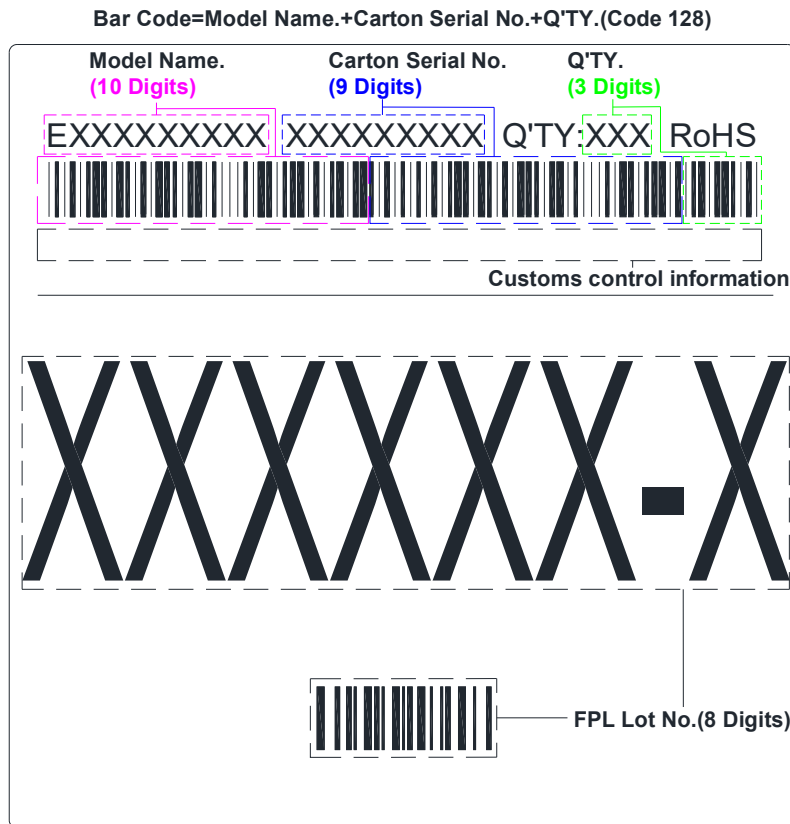 Bar Code=Model Name.+Carton Serial No.+Q'TY.(Code 128)
Model Name. Carton Serial No. Q'TY.
(10 Digits) (9 Digits) (3 Digits)
EXXXXXXXXX XXXXXXXXX Q'TY:XXX RoHS
Customs control information
XXXXXX-X
FPL Lot No.(8 Digits)